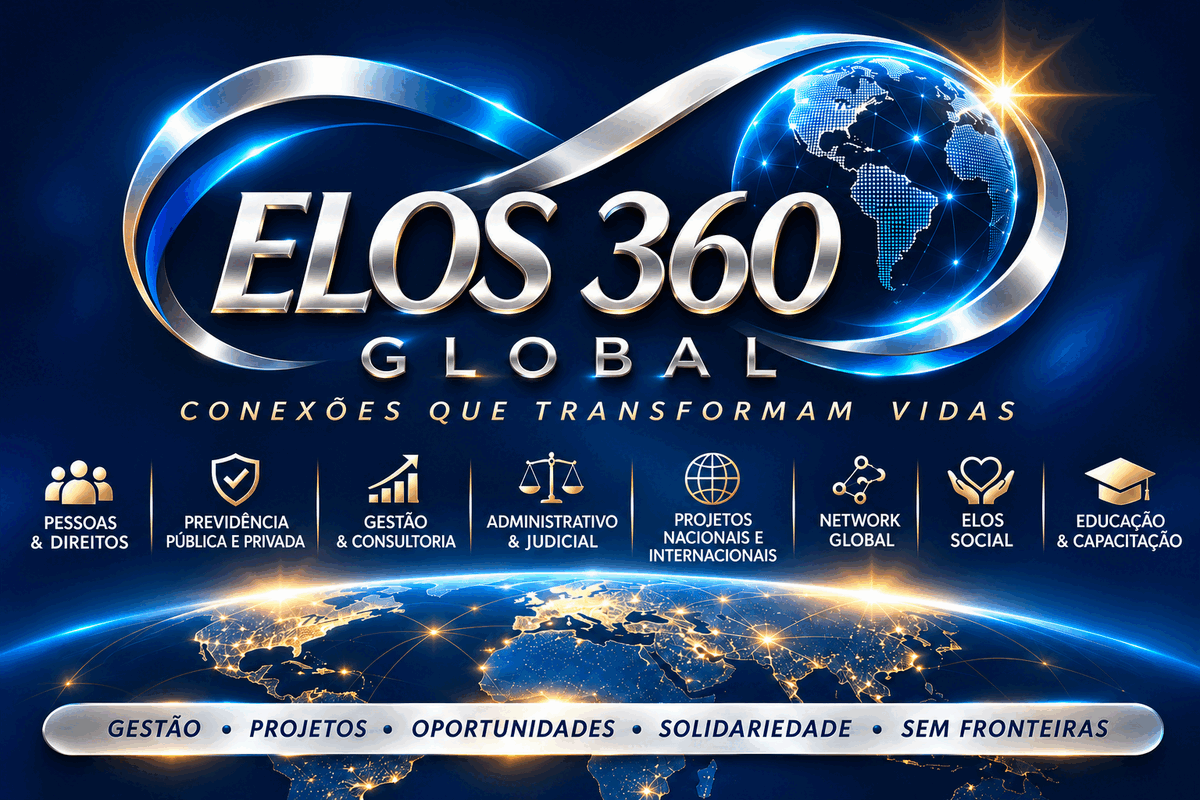 ELOS 360
GLOBAL
CONEXÕES QUE TRANSFORMAM VIDAS
PESSOAS
& DIREITOS
PREVIDÊNCIA
PÚBLICA E PRIVADA
GESTÃO
& CONSULTORIA
ADMINISTRATIVO
& JUDICIAL
PROJETOS
NACIONAIS E
INTERNACIONAIS
NETWORK
GLOBAL
ELOS
SOCIAL
EDUCAÇÃO
& CAPACITAÇÃO
GESTÃO • PROJETOS • OPORTUNIDADES • SOLIDARIEDADE • SEM FRONTEIRAS